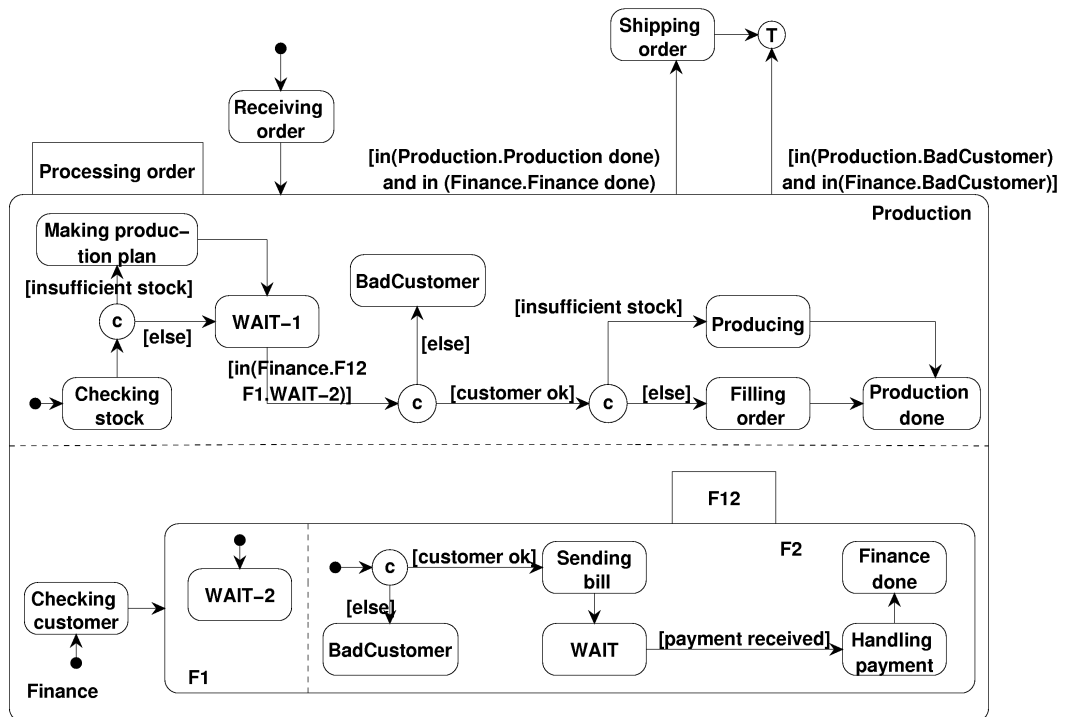 Shipping
order
T
Receiving
order
[in(Production.Production done)
and in (Finance.Finance done)
[in(Production.BadCustomer)
and in(Finance.BadCustomer)]
Processing order
Production
Making produc–
tion plan
[insufficient stock]
c
[else]
WAIT–1
Checking
stock
[in(Finance.F12
F1.WAIT–2)]
BadCustomer
[else]
c
[customer ok]
c
[insufficient stock]
Producing
[else]
Filling
order
Production
done
F12
F2
WAIT–2
F1
Checking
customer
Finance
c
[customer ok]
[else]
BadCustomer
Sending
bill
WAIT
[payment received]
Handling
payment
Finance
done